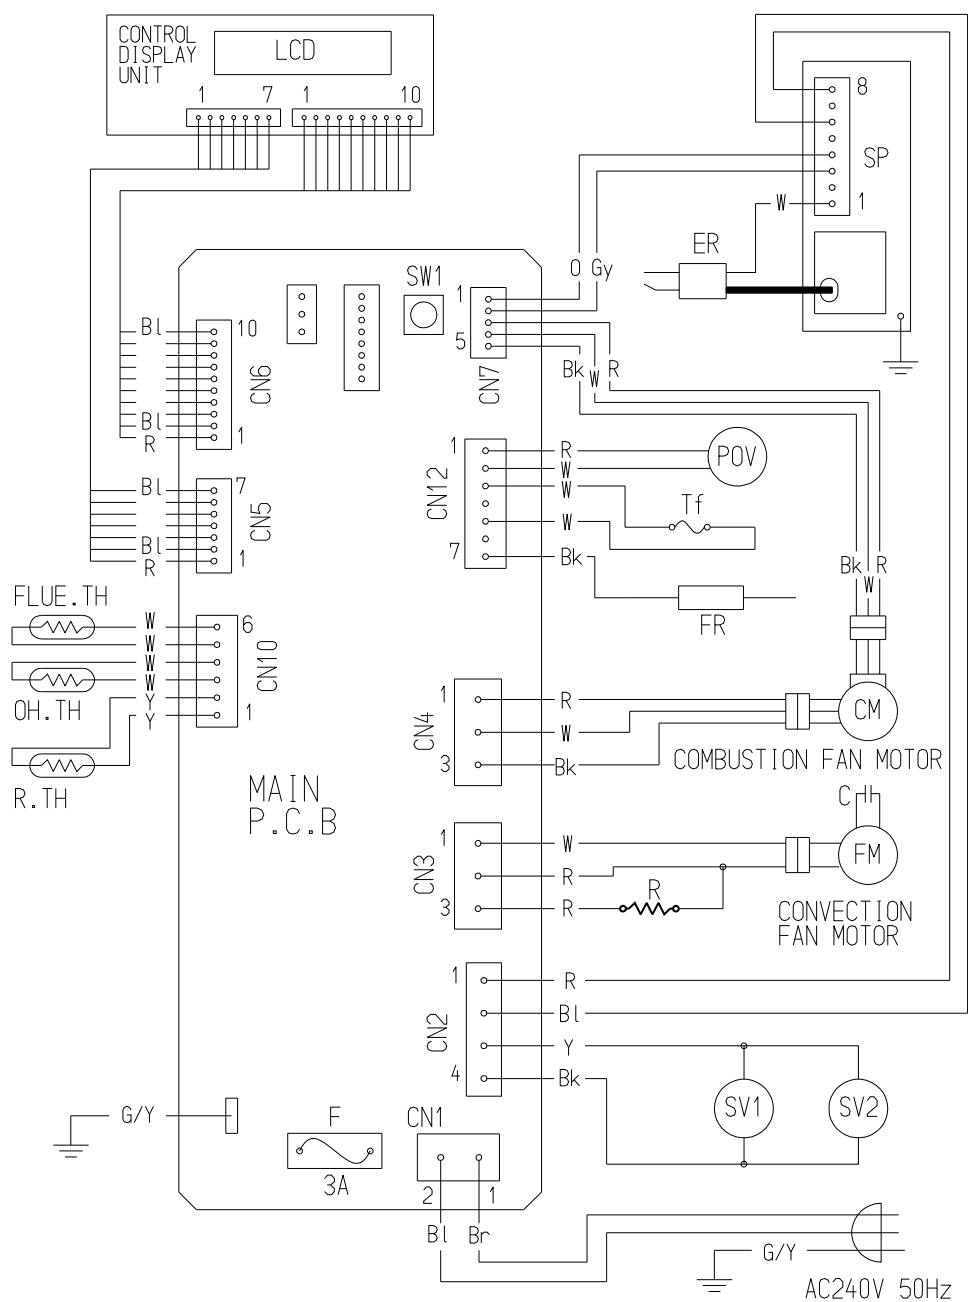 CONTROL
DISPLAY
UNIT
LCD
1 7 1 10
8
SP
1
W
ER
O Gy
SW1
1
5
CN7
Bk W R
Bl 10
CN6
Bl
R 1
Bl 7
CN5
Bl
R 1
1
CN12
7
R
W
W
W
Bk
POV
Tf
FR
Bk W R
FLUE.TH
W 6
W
W
W
Y
Y 1
CN10
OH.TH
R.TH
1
CN4
3
R
W
Bk
CM
COMBUSTION FAN MOTOR
MAIN
P.C.B
C
1
CN3
3
W
R
R
R
FM
CONVECTION
FAN MOTOR
1
CN2
4
R
Bl
Y
Bk
SV1 SV2
G/Y
F
3A
CN1
2 1
Bl Br
G/Y
AC240V 50Hz